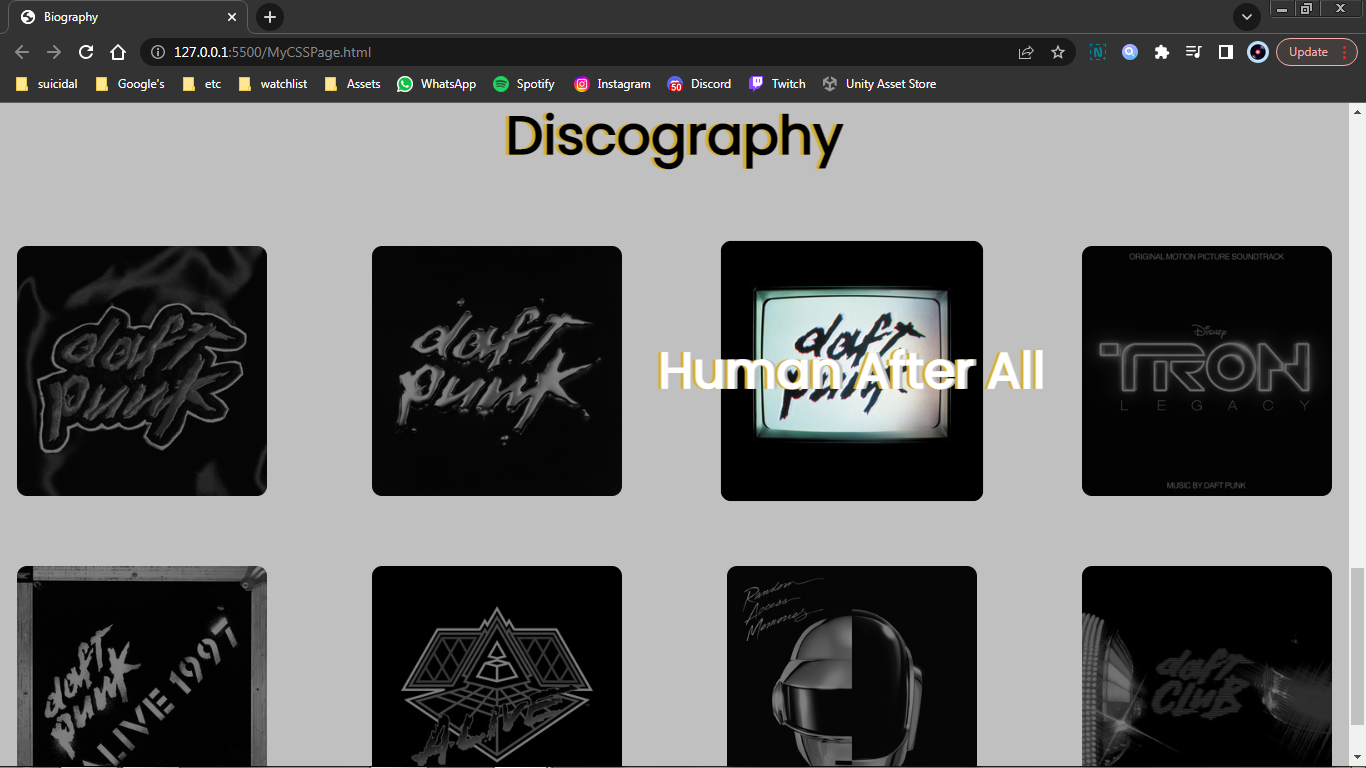 Biography
127.0.0.1:5500/MyCSSPage.html
Update
suicidal
Google's
etc
watchlist
Assets
WhatsApp
Spotify
Instagram
50
Discord
Twitch
Unity Asset Store
Discography
daft
punk
daft
punk
daft
punk
Human After All
ORIGINAL MOTION PICTURE SOUNDTRACK
Disney
TRON
LEGACY
MUSIC BY DAFT PUNK
daft
punk
ALIVE 1997
ALIVE
Random
Access
Memories
daft
CLUB